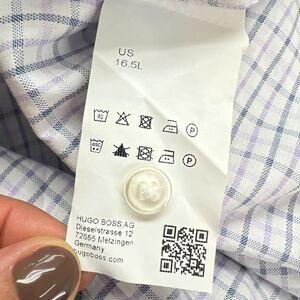 US
16.5L
HUGO BOSS AG
Dieselstrasse 12
72555 Metzingen
Germany
hugoboss.com